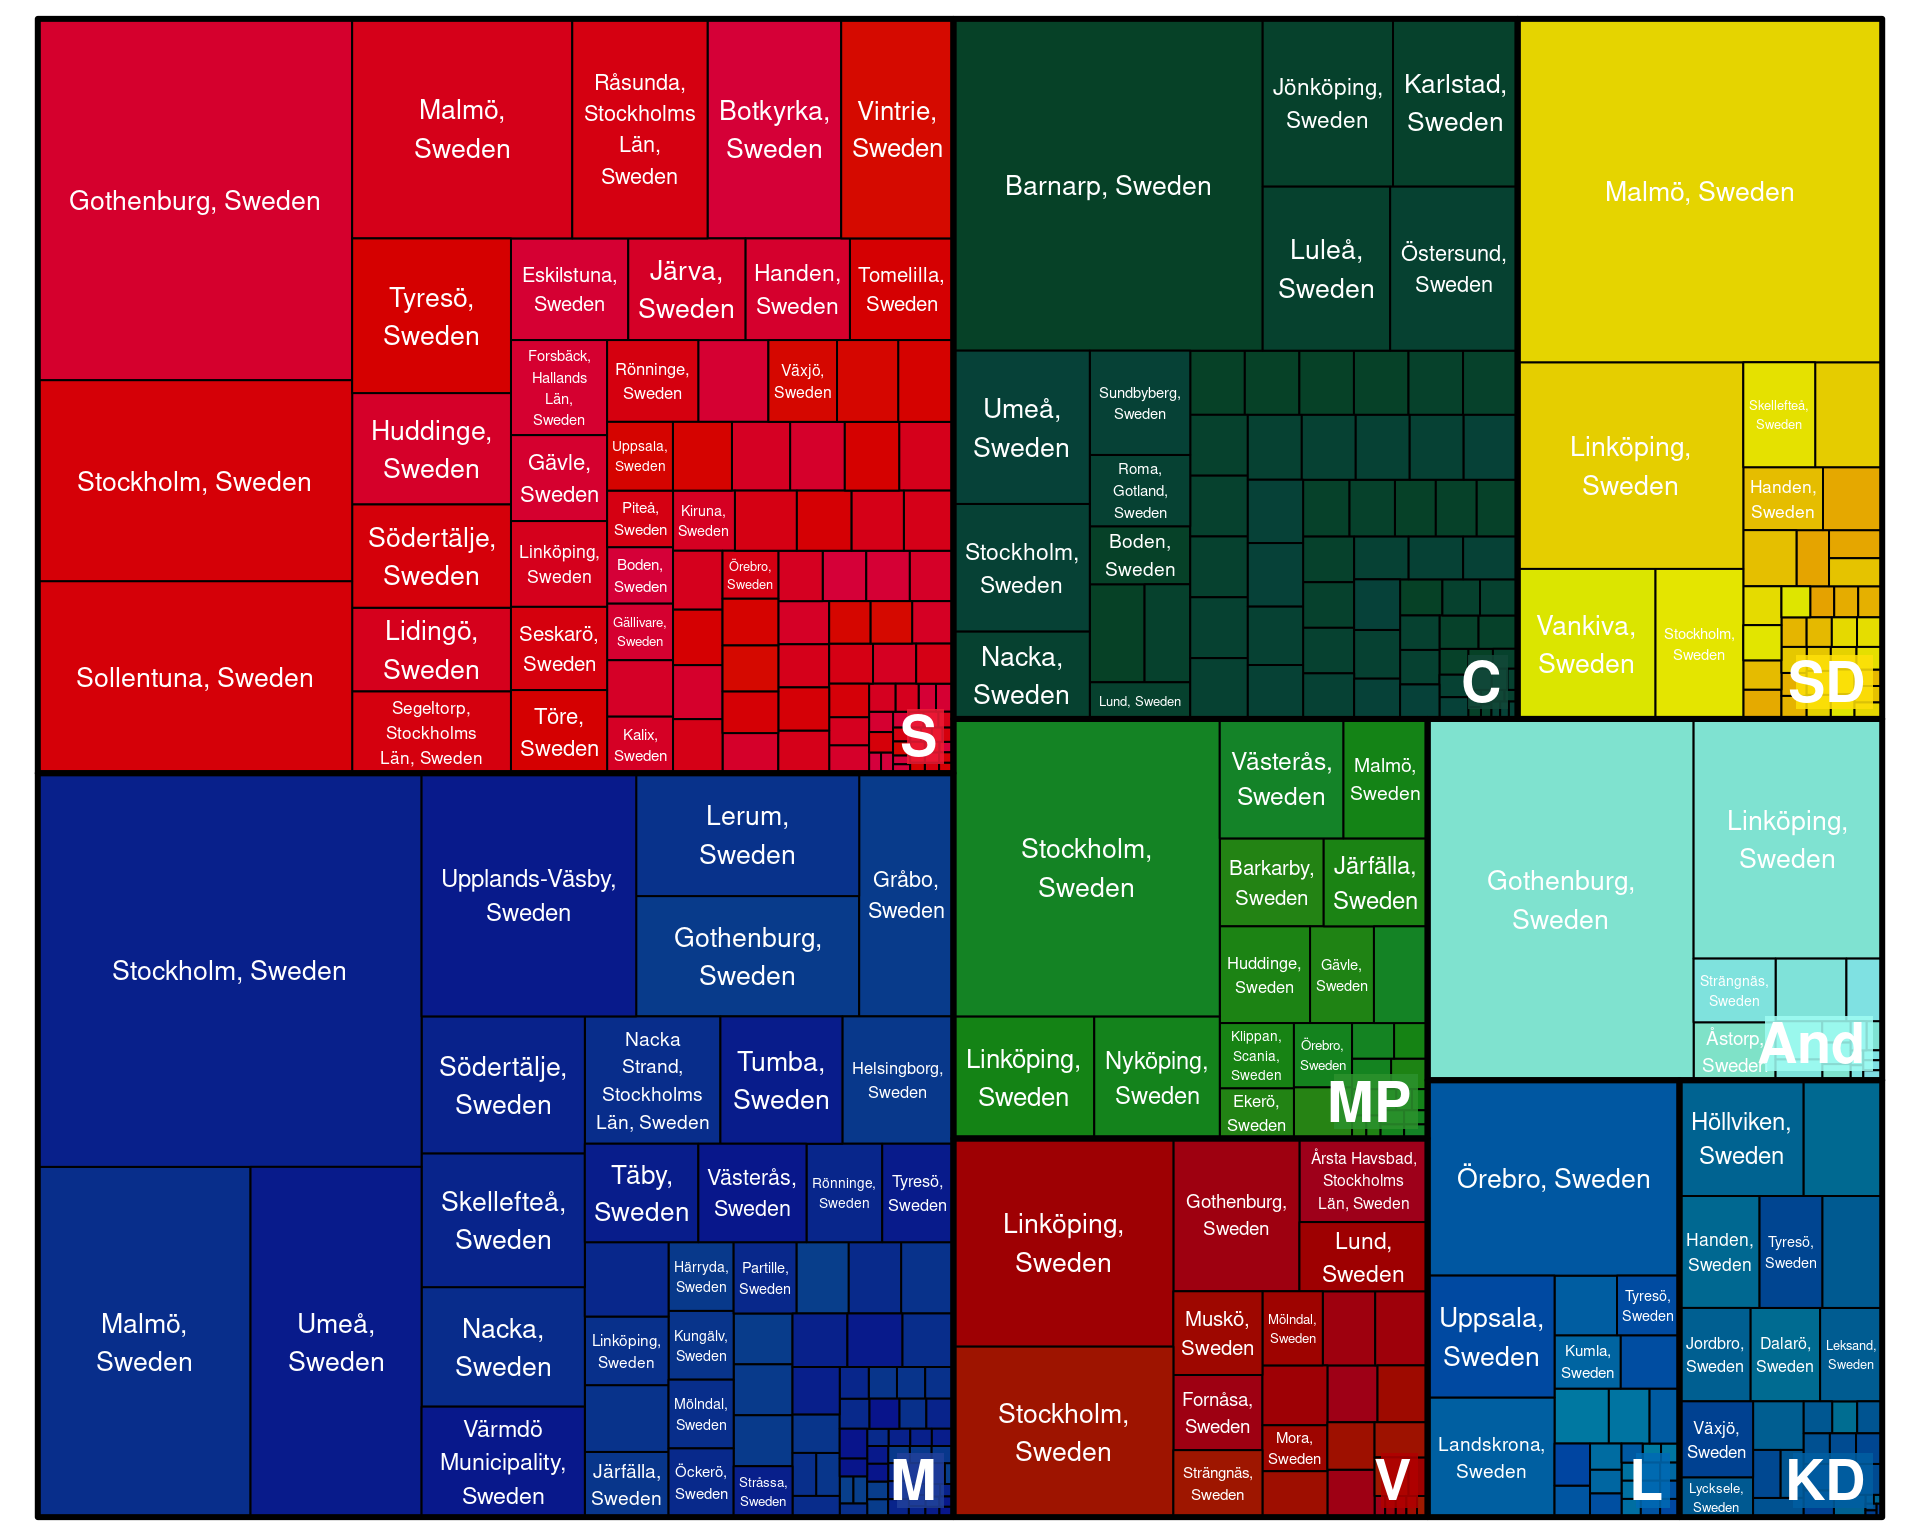 Gothenburg, Sweden
Stockholm, Sweden
Sollentuna, Sweden
Malmö,
Sweden
Råsunda,
Stockholms
Län,
Sweden
Botkyrka,
Sweden
Vintrie,
Sweden
Tyresö,
Sweden
Huddinge,
Sweden
Södertälje,
Sweden
Lidingö,
Sweden
Segeltorp,
Stockholms
Län, Sweden
Eskilstuna,
Sweden
Järva,
Sweden
Handen,
Sweden
Tomelilla,
Sweden
Forsbäck,
Hallands
Län,
Sweden
Gävle,
Sweden
Linköping,
Sweden
Seskarö,
Sweden
Töre,
Sweden
Rönninge,
Sweden
Växjö,
Sweden
Uppsala,
Sweden
Piteå,
Sweden
Kiruna,
Sweden
Boden,
Sweden
Örebro,
Sweden
Gällivare,
Sweden
Kalix,
Sweden
S
Barnarp, Sweden
Jönköping,
Sweden
Karlstad,
Sweden
Luleå,
Sweden
Östersund,
Sweden
Umeå,
Sweden
Stockholm,
Sweden
Nacka,
Sweden
Sundbyberg,
Sweden
Roma,
Gotland,
Sweden
Boden,
Sweden
Lund, Sweden
C
Malmö, Sweden
Linköping,
Sweden
Vankiva,
Sweden
Stockholm,
Sweden
Skellefteå,
Sweden
Handen,
Sweden
SD
Stockholm, Sweden
Malmö,
Sweden
Umeå,
Sweden
Upplands-Väsby,
Sweden
Lerum,
Sweden
Gothenburg,
Sweden
Gråbo,
Sweden
Södertälje,
Sweden
Skellefteå,
Sweden
Nacka,
Sweden
Värmdö
Municipality,
Sweden
Nacka
Strand,
Stockholms
Län, Sweden
Tumba,
Sweden
Helsingborg,
Sweden
Täby,
Sweden
Västerås,
Sweden
Rönninge,
Sweden
Tyresö,
Sweden
Linköping,
Sweden
Järfälla,
Sweden
Härryda,
Sweden
Partille,
Sweden
Kungälv,
Sweden
Mölndal,
Sweden
Öckerö,
Sweden
Stråssa,
Sweden
M
Stockholm,
Sweden
Linköping,
Sweden
Nyköping,
Sweden
Västerås,
Sweden
Malmö,
Sweden
Barkarby,
Sweden
Järfälla,
Sweden
Huddinge,
Sweden
Gävle,
Sweden
Klippan,
Scania,
Sweden
Örebro,
Sweden
Ekerö,
Sweden
MP
Gothenburg,
Sweden
Linköping,
Sweden
Strängnäs,
Sweden
Åstorp,
Sweden
And
Linköping,
Sweden
Stockholm,
Sweden
Gothenburg,
Sweden
Årsta Havsbad,
Stockholms
Län, Sweden
Lund,
Sweden
Muskö,
Sweden
Mölndal,
Sweden
Fornåsa,
Sweden
Mora,
Sweden
Strängnäs,
Sweden
V
Örebro, Sweden
Uppsala,
Sweden
Landskrona,
Sweden
Tyresö,
Sweden
Kumla,
Sweden
L
Höllviken,
Sweden
Handen,
Sweden
Tyresö,
Sweden
Jordbro,
Sweden
Dalarö,
Sweden
Leksand,
Sweden
Växjö,
Sweden
Lycksele,
Sweden
KD